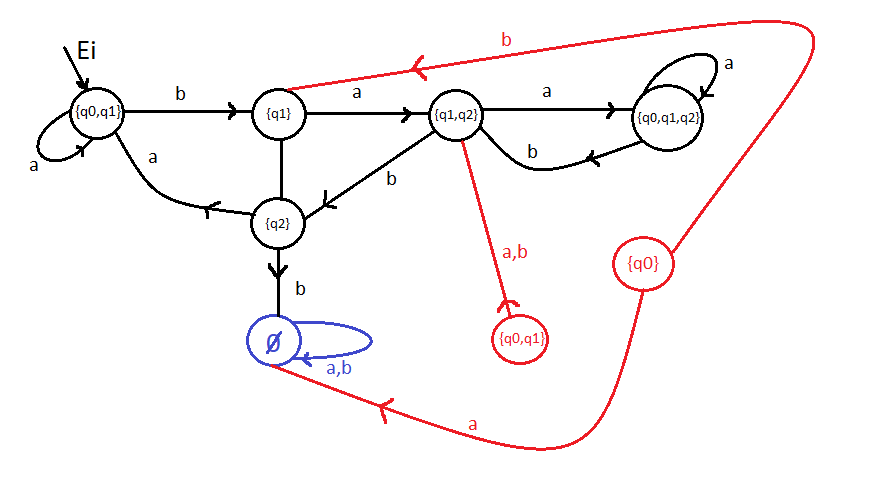 b
Ei
a
b
a
a
{q0,q1}
{q1}
{q1,q2}
{q0,q1,q2}
a
a
b
b
{q2}
a,b
{q0}
b
Ø
{q0,q1}
a,b
a